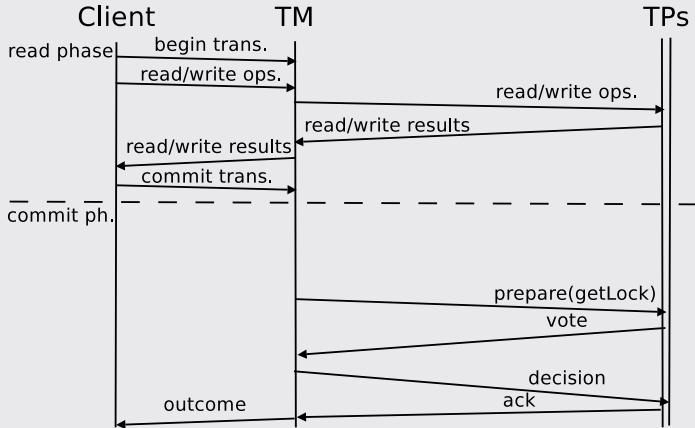 Client
TM
TPs
read phase
begin trans.
read/write ops.
read/write ops.
read/write results
read/write results
commit trans.
commit ph.
prepare(getLock)
vote
decision
ack
outcome